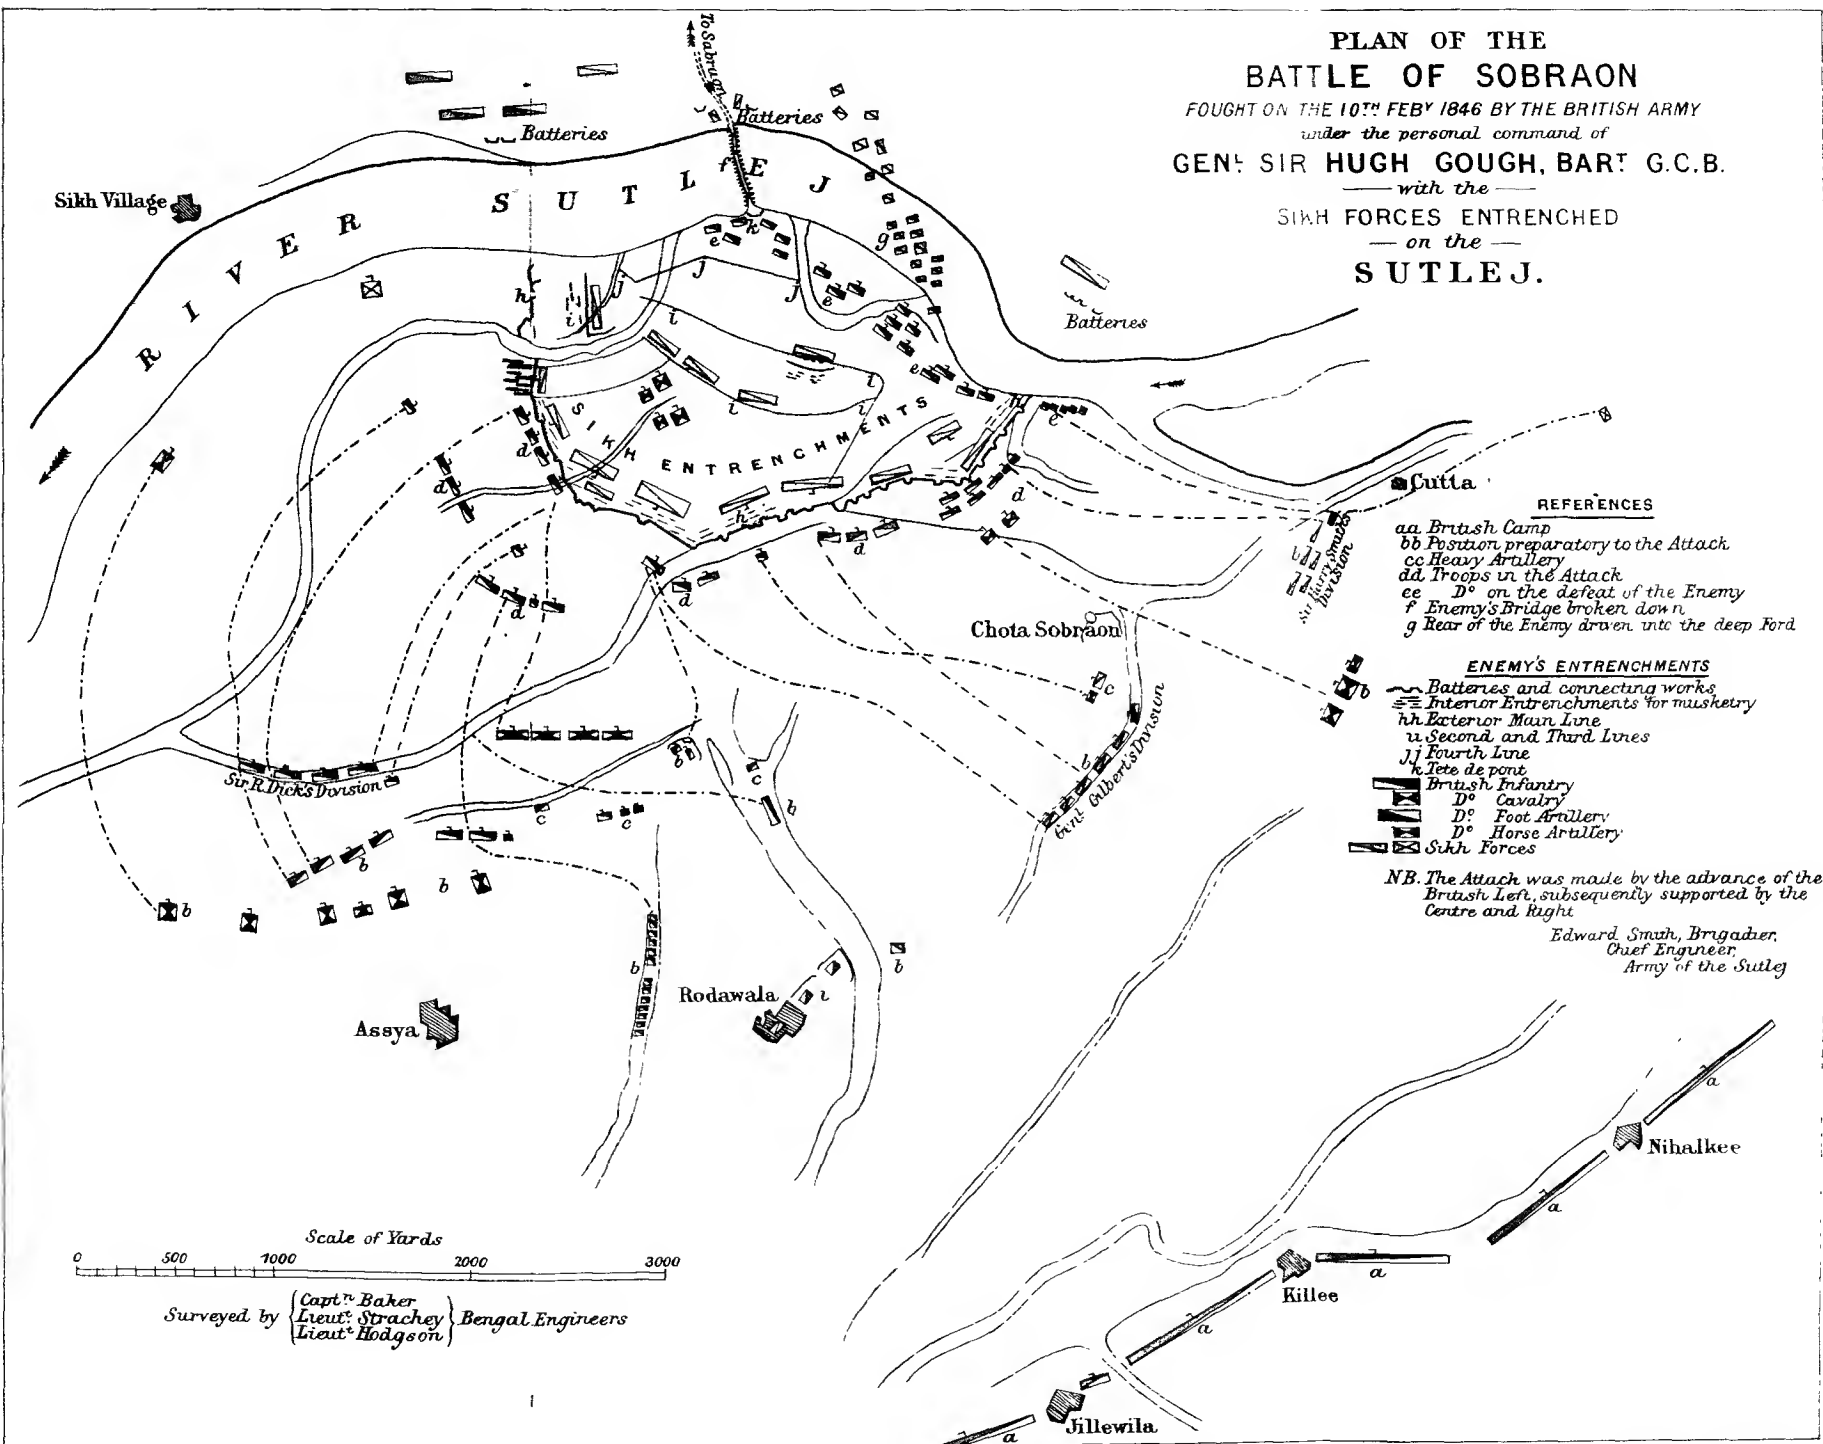 PLAN OF THE
BATTLE OF SOBRAON
FOUGHT ON THE 10TH FEBY 1846 BY THE BRITISH ARMY
under the personal command of
GENL SIR HUGH GOUGH, BART G.C.B.
with the
SIKH FORCES ENTRENCHED
on the
SUTLEJ.
To Sabraon
Batteries
Batteries
Sikh Village
RIVER SUTLEJ
f
k
e
g
j
j
j
h
i
i
e
Batteries
i
i
i
e
SIKH ENTRENCHMENTS
e
d
d
d
h
d
d
d
Cutta
Sir Harry Smith's
Division
b
REFERENCES
aa British Camp
bb Position preparatory to the Attack
cc Heavy Artillery
dd Troops in the Attack
ee Do on the defeat of the Enemy
f Enemy's Bridge broken down
g Rear of the Enemy driven into the deep Ford
ENEMY'S ENTRENCHMENTS
Batteries and connecting works
Interior Entrenchments for musketry
hh Exterior Main Line
ii Second and Third Lines
jj Fourth Line
k Tete de pont
British Infantry
Do Cavalry
Do Foot Artillery
Do Horse Artillery
Sikh Forces
NB. The Attack was made by the advance of the
British Left, subsequently supported by the
Centre and Right
Edward Smith, Brigadier,
Chief Engineer,
Army of the Sutlej
Chota Sobraon
c
b
b
Genl Gilbert's Division
Sir R. Dick's Division
b
c
b
c
c
b
b
b
b
b
Rodawala
Assya
a
Nihalkee
a
Killee
a
a
Jillewila
a
Scale of Yards
0 500 1000 2000 3000
Surveyed by
Captn Baker
Lieutt Strachey
Lieutt Hodgson
Bengal Engineers